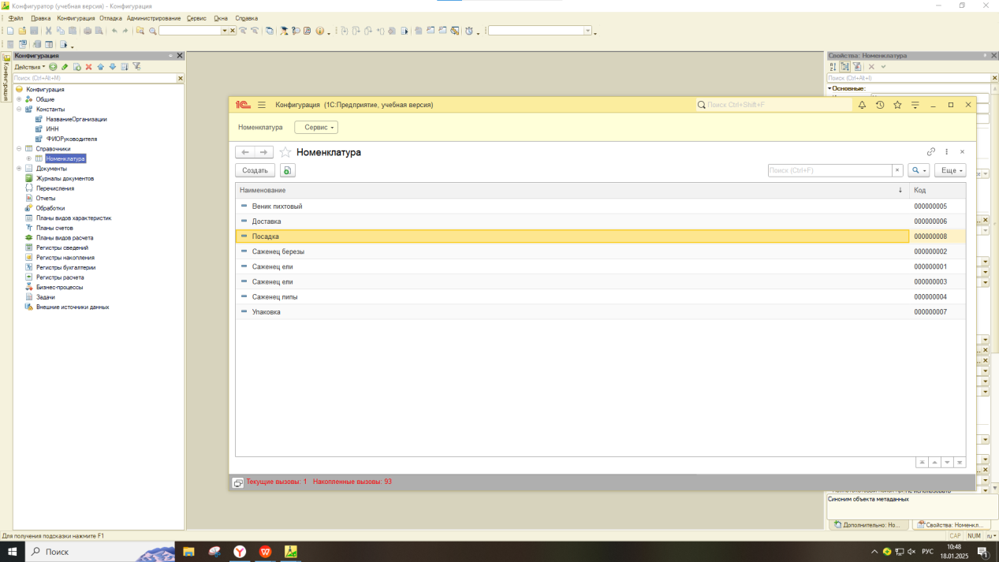 Конфигуратор (учебная версия) - Конфигурация
Файл Правка Конфигурация Отладка Администрирование Сервис Окна Справка
Конфигурация
Действия
Поиск (Ctrl+Alt+M)
Конфигурация
Конфигурация
Общие
Константы
НазваниеОрганизации
ИНН
ФИОРуководителя
Справочники
Номенклатура
Документы
Журналы документов
Перечисления
Отчеты
Обработки
Планы видов характеристик
Планы счетов
Планы видов расчета
Регистры сведений
Регистры накопления
Регистры бухгалтерии
Регистры расчета
Бизнес-процессы
Задачи
Внешние источники данных
Конфигурация (1С:Предприятие, учебная версия)
Поиск Ctrl+Shift+F
Номенклатура Сервис
Номенклатура
Создать
Поиск (Ctrl+F)
Еще
Наименование Код
Веник пихтовый 000000005
Доставка 000000006
Посадка 000000008
Саженец березы 000000002
Саженец ели 000000001
Саженец ели 000000003
Саженец липы 000000004
Упаковка 000000007
Текущие вызовы: 1 Накопленные вызовы: 93
Свойства: Номенклатура
Поиск (Ctrl+Alt+I)
Основные:
Синоним объекта метаданных
Дополнительно: Но... Свойства: Номенкл...
Для получения подсказки нажмите F1
CAP NUM ru
Поиск
РУС
10:48
18.01.2025
1